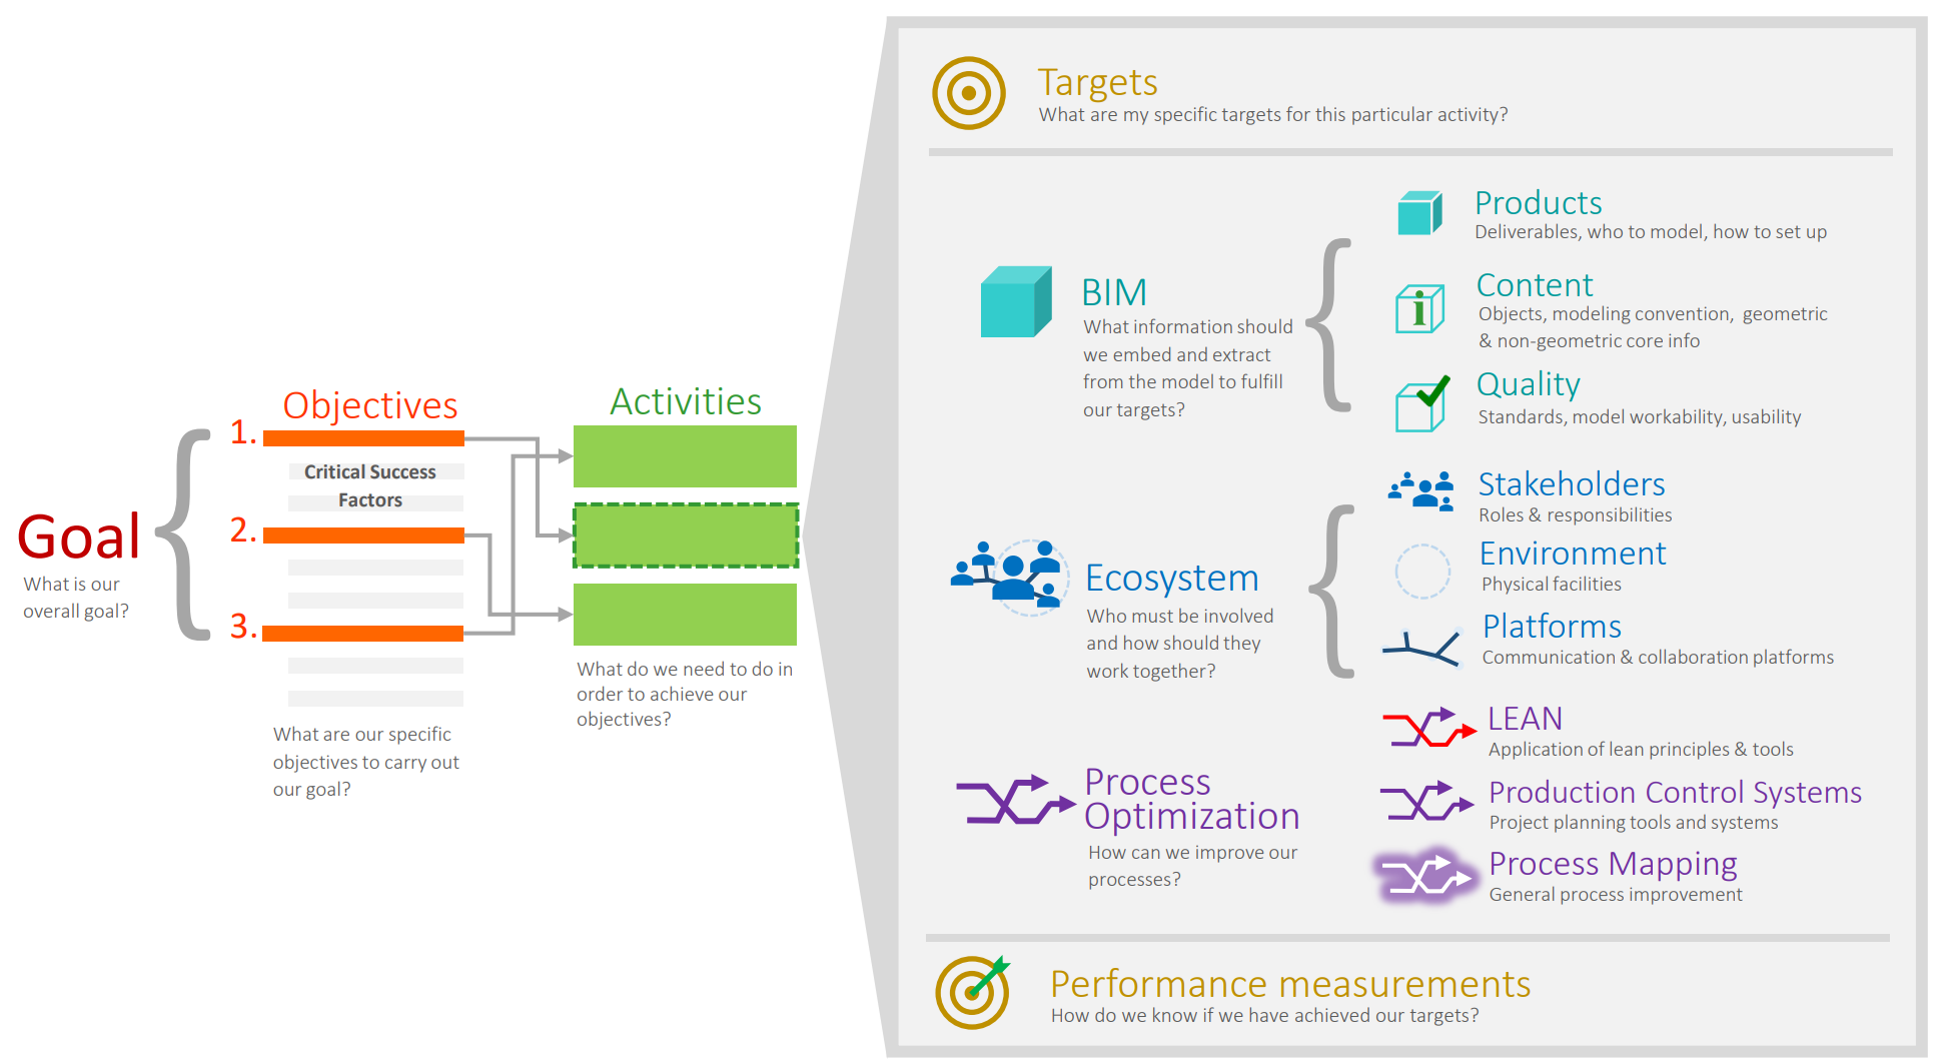 Goal
What is our
overall goal?
Objectives
1.
Critical Success
Factors
2.
3.
What are our specific
objectives to carry out
our goal?
Activities
What do we need to do in
order to achieve our
objectives?
Targets
What are my specific targets for this particular activity?
BIM
What information should
we embed and extract
from the model to fulfill
our targets?
Products
Deliverables, who to model, how to set up
Content
Objects, modeling convention, geometric
& non-geometric core info
Quality
Standards, model workability, usability
Ecosystem
Who must be involved
and how should they
work together?
Stakeholders
Roles & responsibilities
Environment
Physical facilities
Platforms
Communication & collaboration platforms
Process
Optimization
How can we improve our
processes?
LEAN
Application of lean principles & tools
Production Control Systems
Project planning tools and systems
Process Mapping
General process improvement
Performance measurements
How do we know if we have achieved our targets?